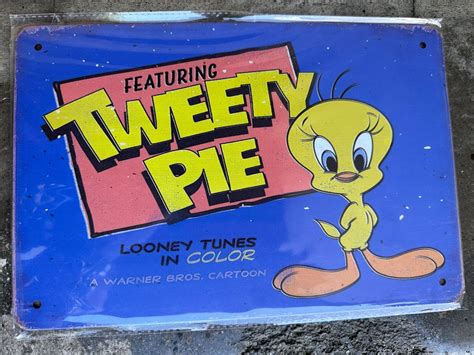 FEATURING
TWEETY
PIE
LOONEY TUNES
IN COLOR
A WARNER BROS. CARTOON